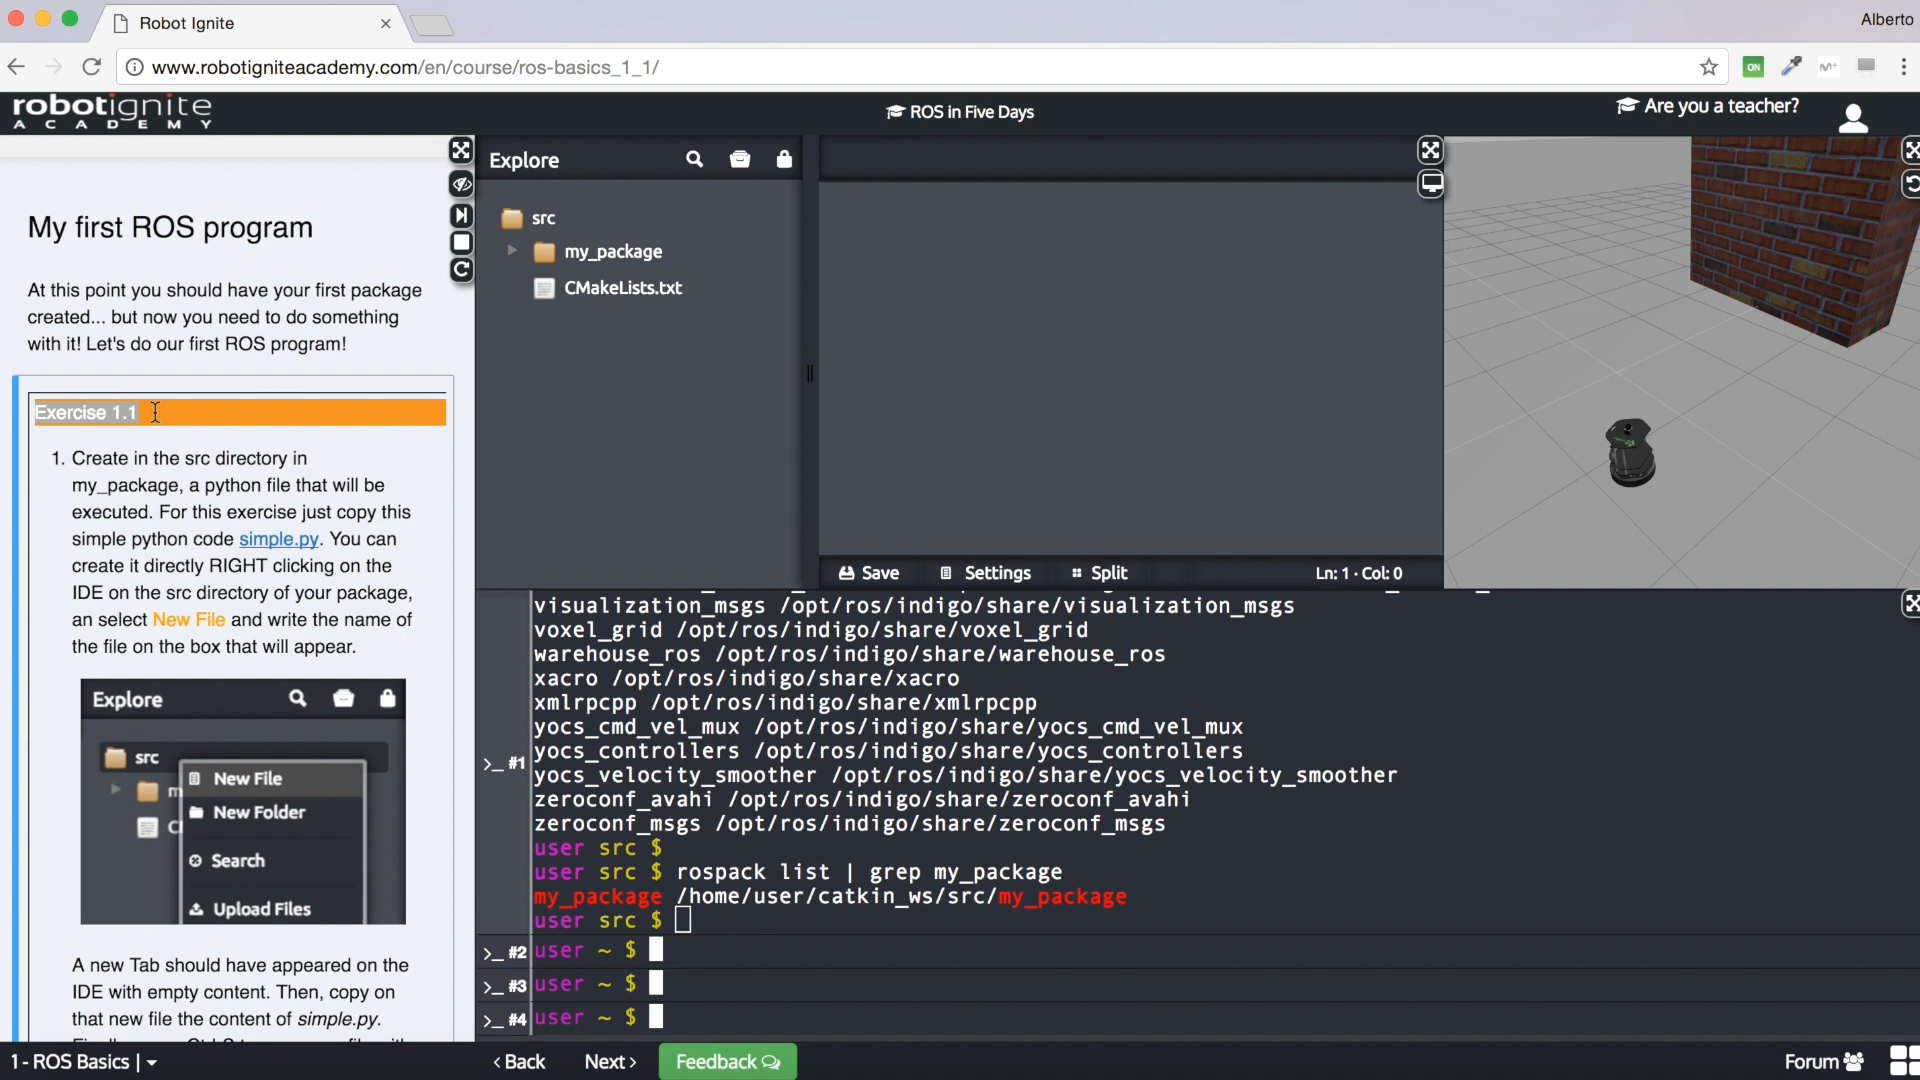 Robot Ignite
Alberto
www.robotigniteacademy.com/en/course/ros-basics_1_1/
ON
robotignite
ACADEMY
ROS in Five Days
Are you a teacher?
My first ROS program
At this point you should have your first package
created... but now you need to do something
with it! Let's do our first ROS program!
Exercise 1.1
1. Create in the src directory in
my_package, a python file that will be
executed. For this exercise just copy this
simple python code simple.py. You can
create it directly RIGHT clicking on the
IDE on the src directory of your package,
an select New File and write the name of
the file on the box that will appear.
Explore
src
New File
New Folder
Search
Upload Files
A new Tab should have appeared on the
IDE with empty content. Then, copy on
that new file the content of simple.py.
Explore
src
my_package
CMakeLists.txt
Save
Settings
Split
Ln: 1 · Col: 0
visualization_msgs /opt/ros/indigo/share/visualization_msgs
voxel_grid /opt/ros/indigo/share/voxel_grid
warehouse_ros /opt/ros/indigo/share/warehouse_ros
xacro /opt/ros/indigo/share/xacro
xmlrpcpp /opt/ros/indigo/share/xmlrpcpp
yocs_cmd_vel_mux /opt/ros/indigo/share/yocs_cmd_vel_mux
yocs_controllers /opt/ros/indigo/share/yocs_controllers
yocs_velocity_smoother /opt/ros/indigo/share/yocs_velocity_smoother
zeroconf_avahi /opt/ros/indigo/share/zeroconf_avahi
zeroconf_msgs /opt/ros/indigo/share/zeroconf_msgs
user src $
user src $ rospack list | grep my_package
my_package /home/user/catkin_ws/src/my_package
user src $
>_ #1
>_ #2 user ~ $
>_ #3 user ~ $
>_ #4 user ~ $
1 - ROS Basics |
< Back
Next >
Feedback
Forum